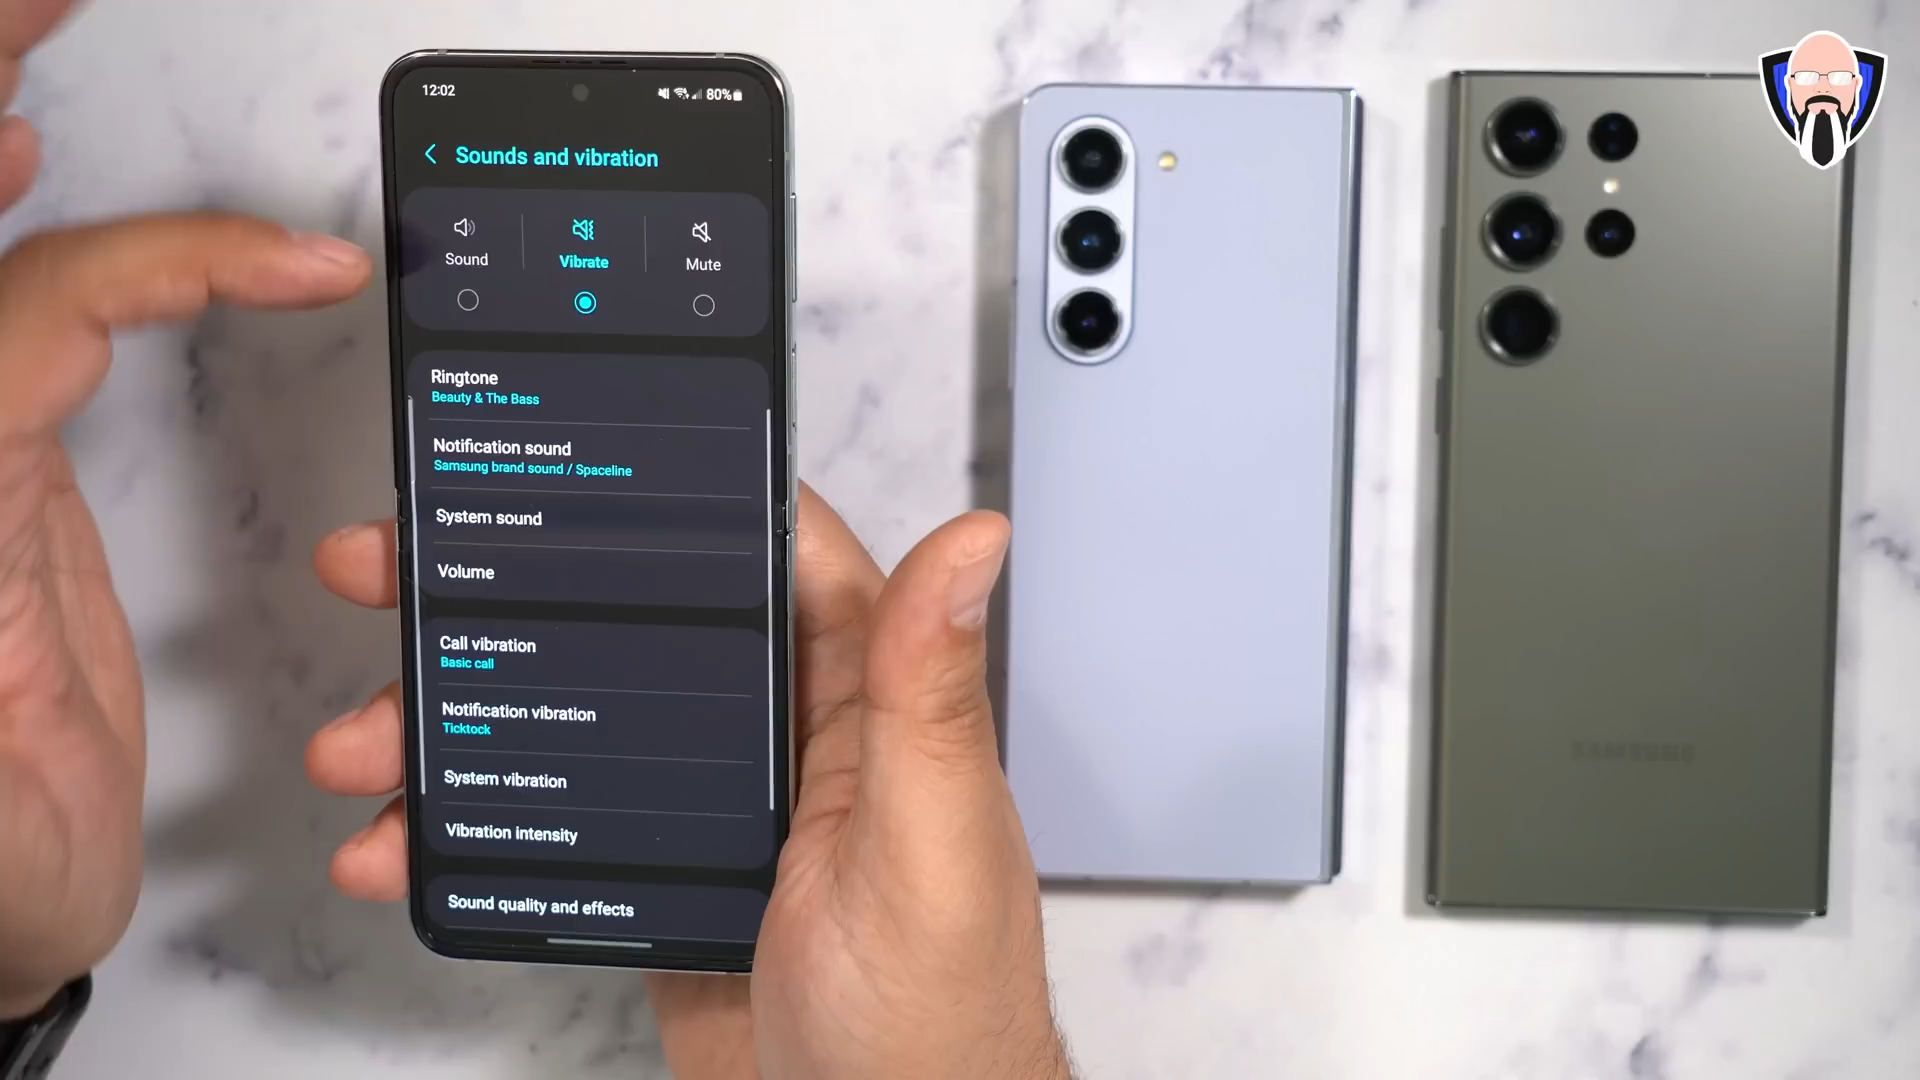 12:02
80%
Sounds and vibration
Sound
Vibrate
Mute
Ringtone
Beauty & The Bass
Notification sound
Samsung brand sound / Spaceline
System sound
Volume
Call vibration
Basic call
Notification vibration
Ticktock
System vibration
Vibration intensity
Sound quality and effects
SAMSUNG